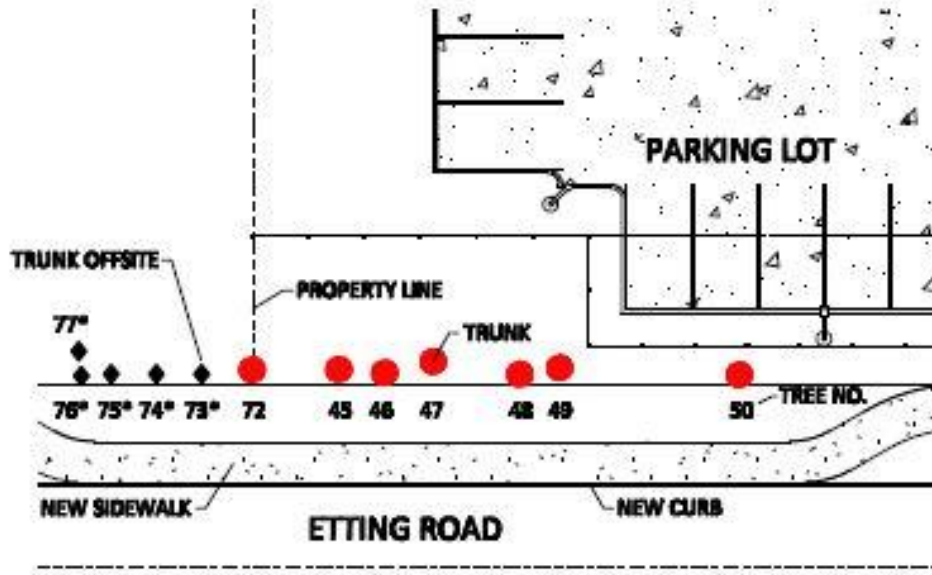 PARKING LOT
TRUNK OFFSITE
PROPERTY LINE
77*
TRUNK
76* 75* 74* 73* 72 45 46 47 48 49 50 TREE NO.
NEW SIDEWALK
NEW CURB
ETTING ROAD